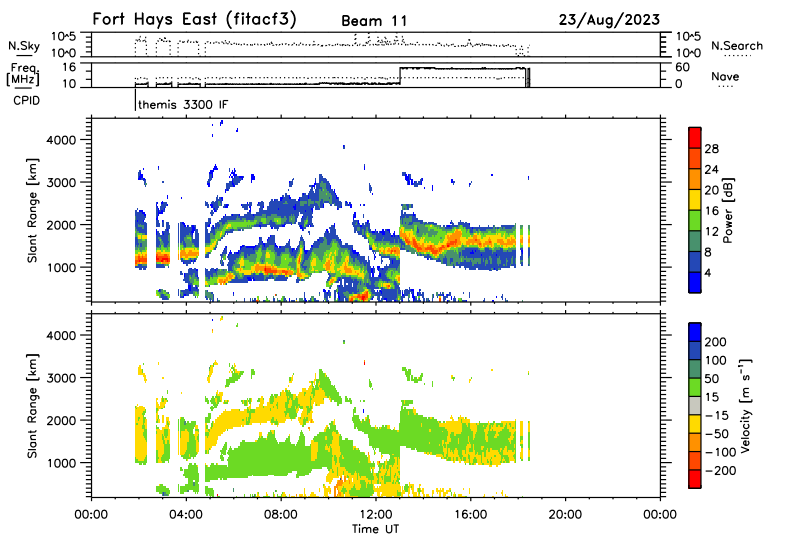 Fort Hays East (fitacf3) Beam 11 23/Aug/2023
N.Sky 10^5 10^0 10^5 10^0 N.Search
Freq. [MHz] 16 10 60 0 Nave
CPID themis 3300 IF
Slant Range [km] 4000 3000 2000 1000
28 24 20 16 12 8 4 Power [dB]
Slant Range [km] 4000 3000 2000 1000
200 100 50 15 −15 −50 −100 −200 Velocity [m s⁻¹]
00:00 04:00 08:00 12:00 16:00 20:00 00:00
Time UT